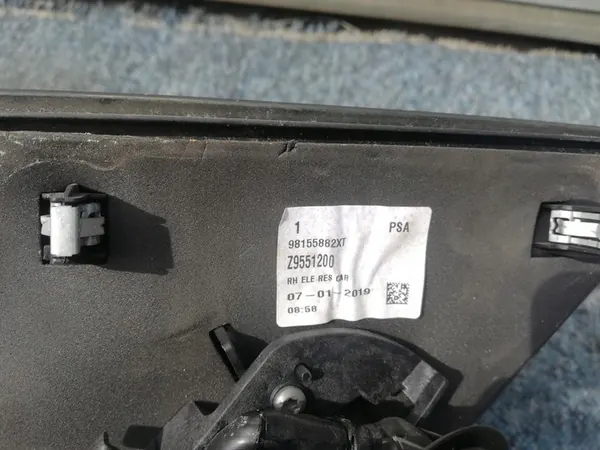 1 PSA
98155882XT
Z9551200
RH ELE RES CAR
07-01-2019
08:58